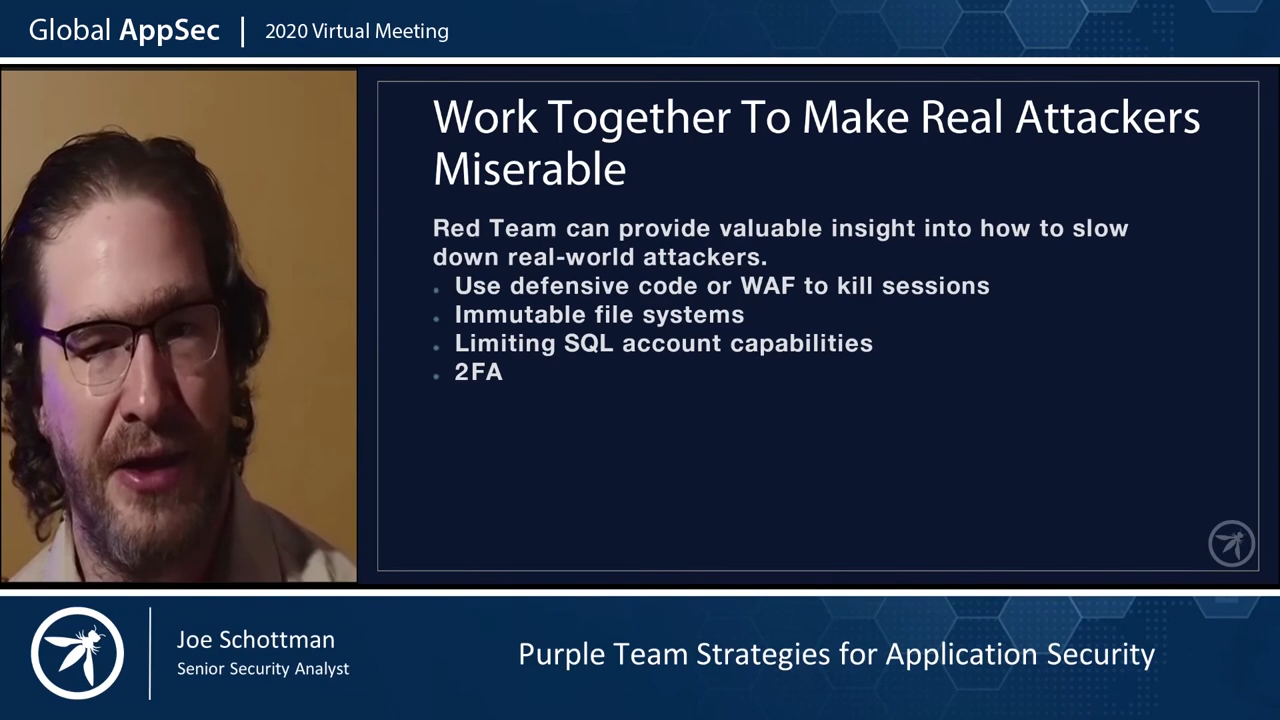 Global AppSec | 2020 Virtual Meeting
Work Together To Make Real Attackers
Miserable
Red Team can provide valuable insight into how to slow
down real-world attackers.
Use defensive code or WAF to kill sessions
Immutable file systems
Limiting SQL account capabilities
2FA
Joe Schottman
Senior Security Analyst
Purple Team Strategies for Application Security